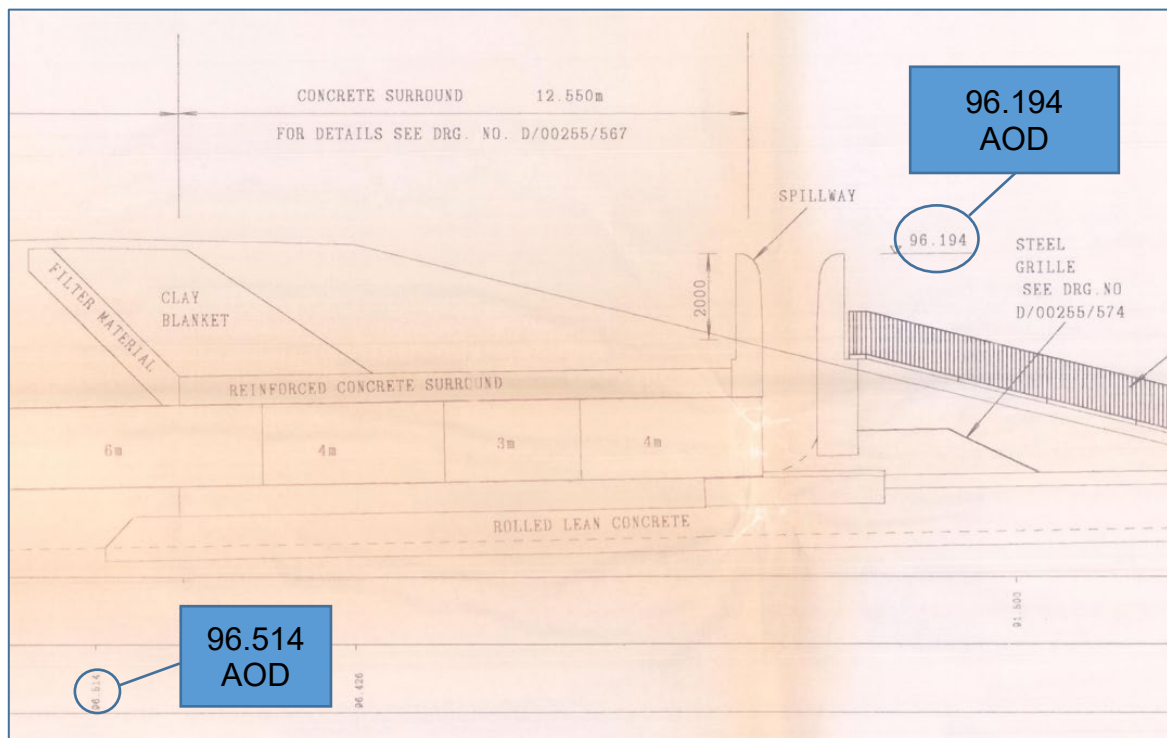 CONCRETE SURROUND 12.550m
FOR DETAILS SEE DRG. NO. D/00255/567
96.194
AOD
SPILLWAY
96.194
STEEL
GRILLE
SEE DRG.NO
D/00255/574
2000
FILTER MATERIAL
CLAY
BLANKET
REINFORCED CONCRETE SURROUND
6m
4m
3m
4m
ROLLED LEAN CONCRETE
91.500
96.514
AOD
96.514
96.426